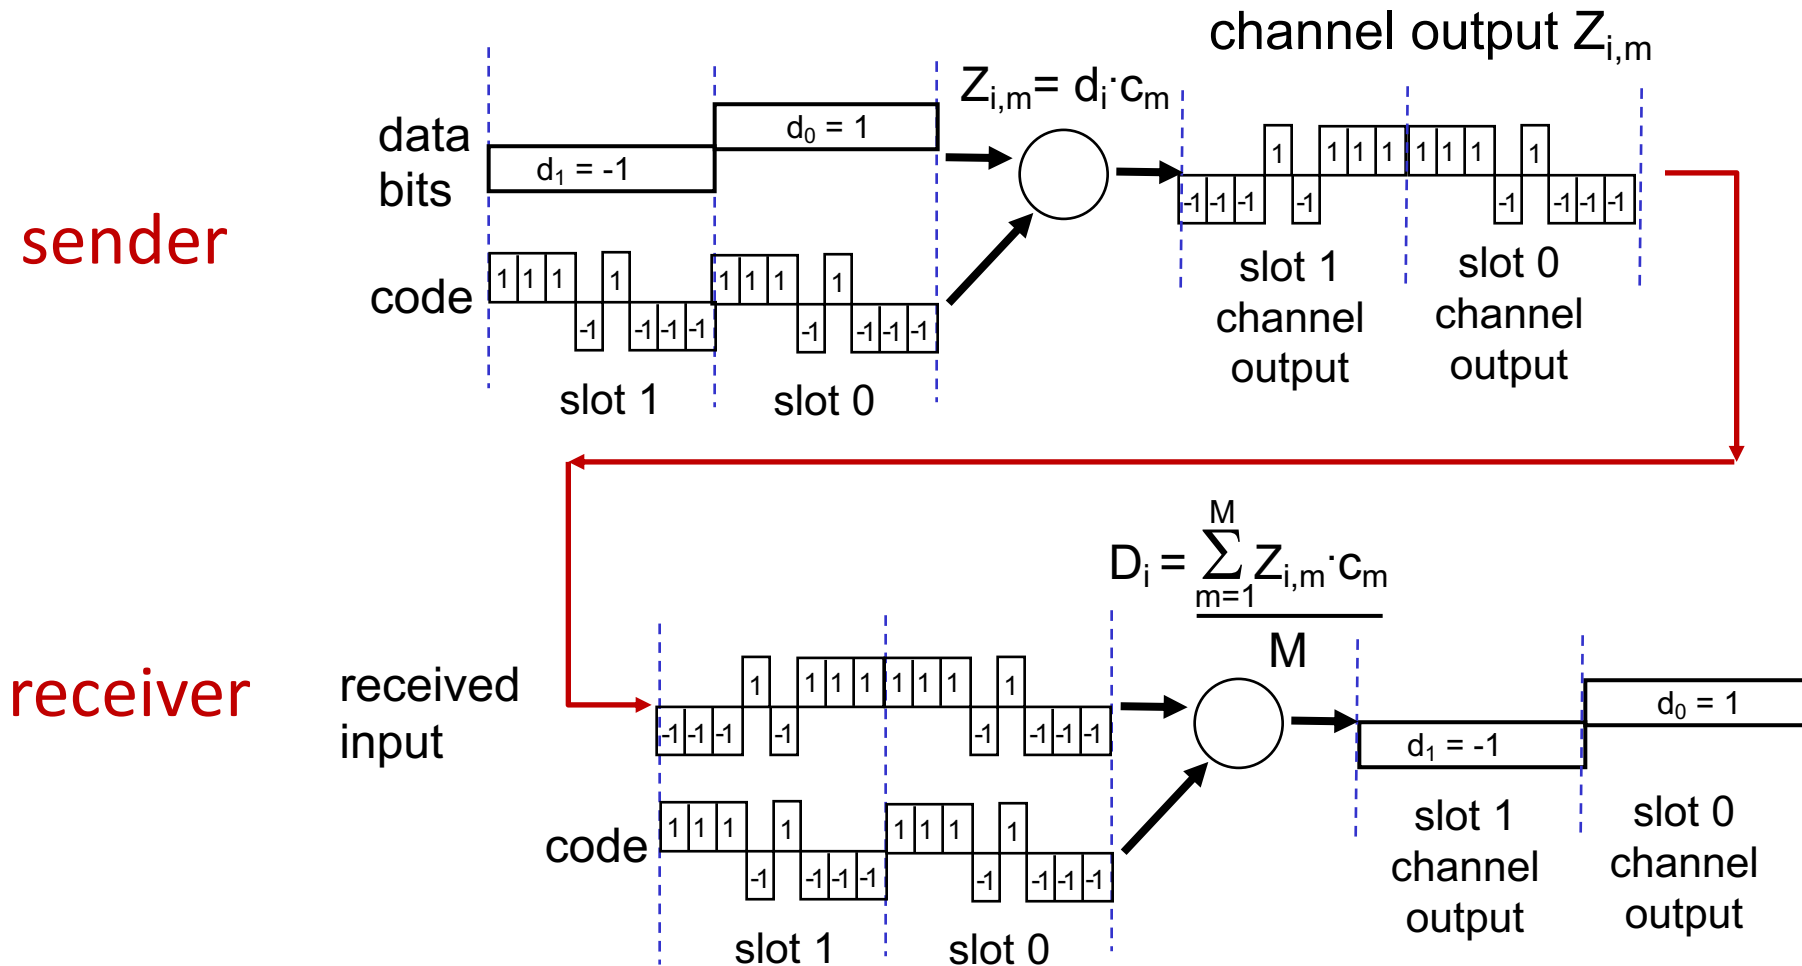 channel output Z_i,m
Z_i,m = d_i · c_m
data bits
d_1 = -1
d_0 = 1
sender
code
1 1 1 -1 1 -1 -1 -1
1 1 1 -1 1 -1 -1 -1
slot 1
slot 0
-1 -1 -1 1 -1 1 1 1
1 1 1 -1 1 -1 -1 -1
slot 1
channel
output
slot 0
channel
output
D_i = Σ_{m=1}^{M} Z_i,m · c_m
M
receiver
received
input
-1 -1 -1 1 -1 1 1 1
1 1 1 -1 1 -1 -1 -1
code
1 1 1 -1 1 -1 -1 -1
1 1 1 -1 1 -1 -1 -1
slot 1
slot 0
d_1 = -1
d_0 = 1
slot 1
channel
output
slot 0
channel
output